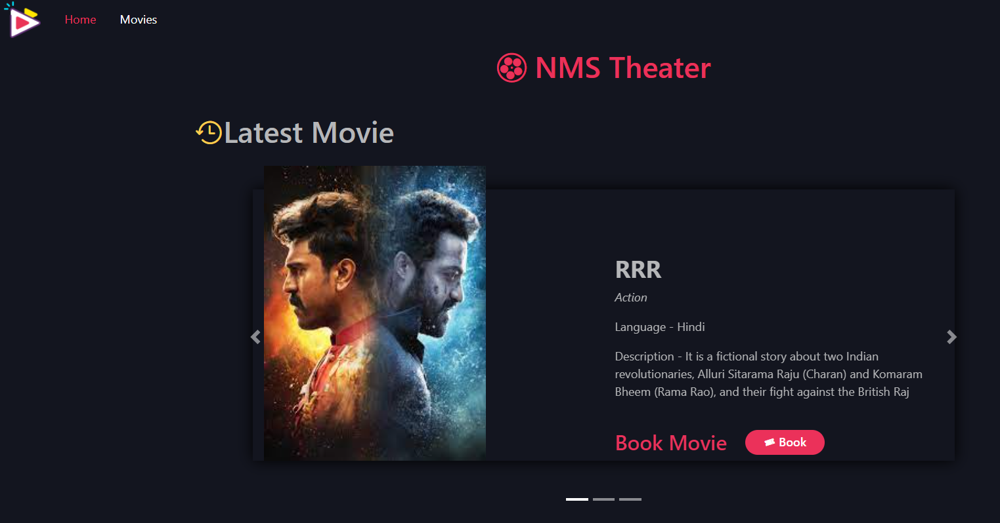 Home Movies
NMS Theater
Latest Movie
RRR
Action
Language - Hindi
Description - It is a fictional story about two Indian
revolutionaries, Alluri Sitarama Raju (Charan) and Komaram
Bheem (Rama Rao), and their fight against the British Raj
Book Movie Book